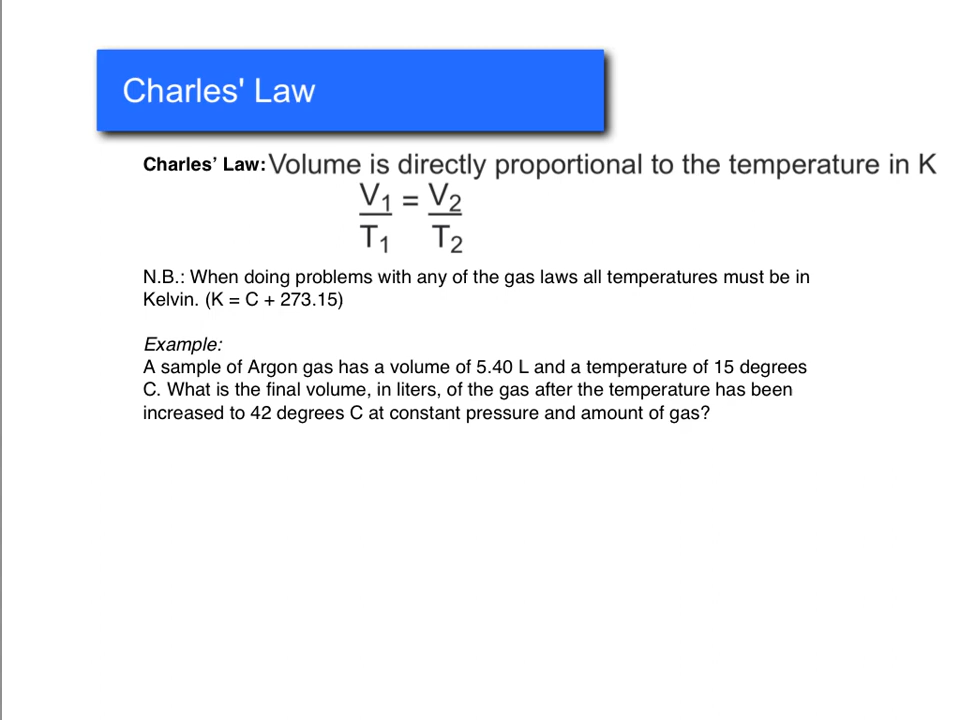 Charles' Law
Charles’ Law: Volume is directly proportional to the temperature in K
V1 = V2
T1 T2
N.B.: When doing problems with any of the gas laws all temperatures must be in
Kelvin. (K = C + 273.15)
Example:
A sample of Argon gas has a volume of 5.40 L and a temperature of 15 degrees
C. What is the final volume, in liters, of the gas after the temperature has been
increased to 42 degrees C at constant pressure and amount of gas?